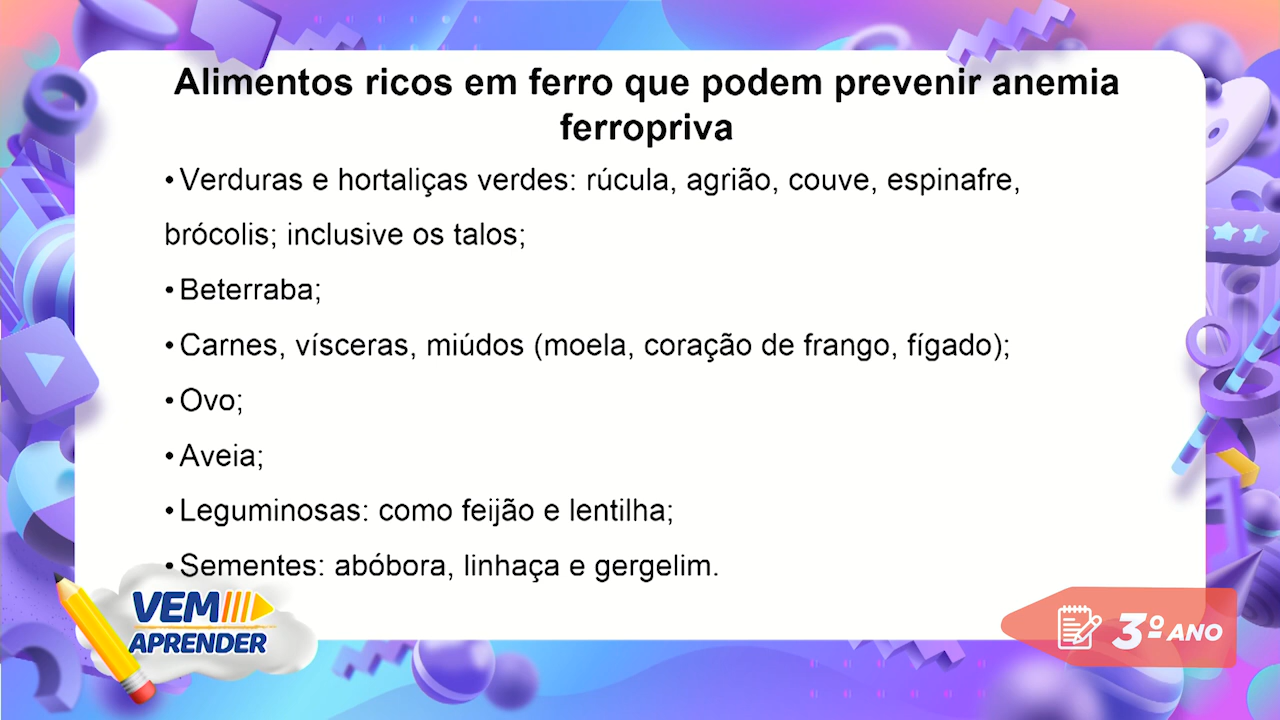 Alimentos ricos em ferro que podem prevenir anemia
ferropriva
• Verduras e hortaliças verdes: rúcula, agrião, couve, espinafre,
brócolis; inclusive os talos;
• Beterraba;
• Carnes, vísceras, miúdos (moela, coração de frango, fígado);
• Ovo;
• Aveia;
• Leguminosas: como feijão e lentilha;
• Sementes: abóbora, linhaça e gergelim.
VEM
APRENDER
3º ANO